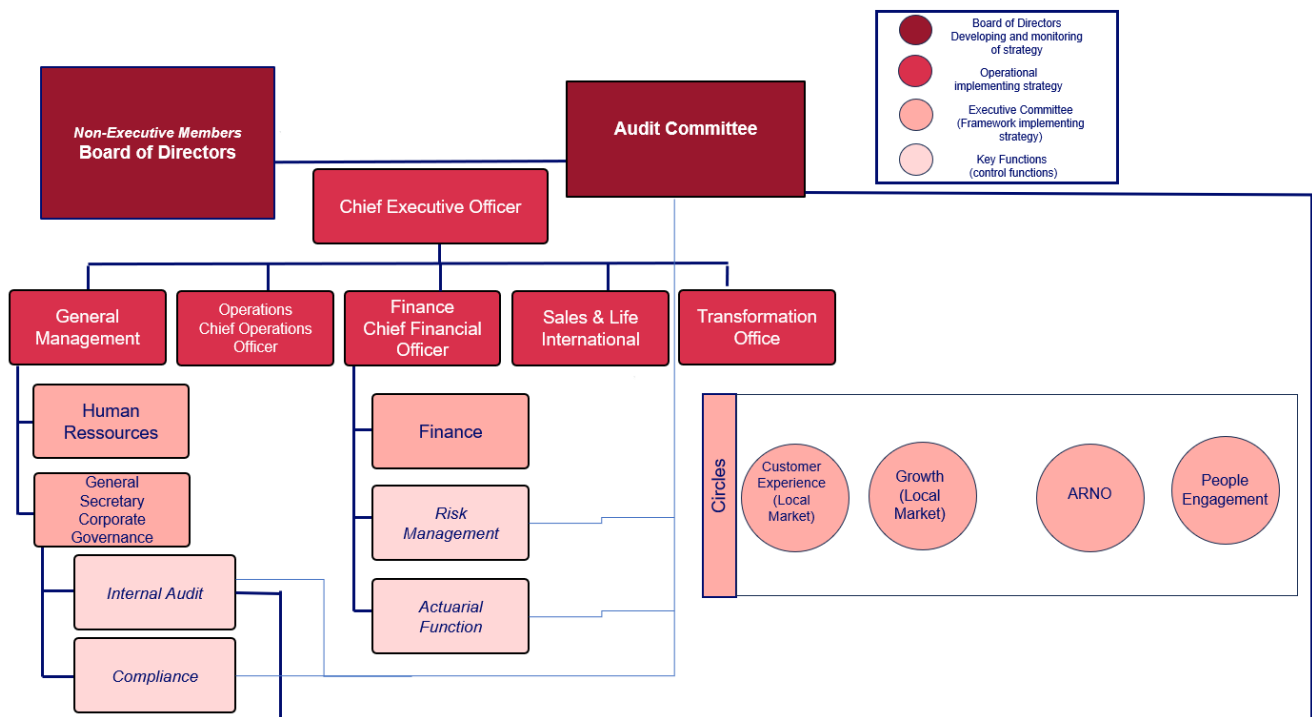 Board of Directors
Developing and monitoring
of strategy
Operational
implementing strategy
Executive Committee
(Framework implementing
strategy)
Key Functions
(control functions)
Non-Executive Members
Board of Directors
Audit Committee
Chief Executive Officer
General
Management
Operations
Chief Operations
Officer
Finance
Chief Financial
Officer
Sales & Life
International
Transformation
Office
Human
Ressources
General
Secretary
Corporate
Governance
Internal Audit
Compliance
Finance
Risk
Management
Actuarial
Function
Circles
Customer
Experience
(Local
Market)
Growth
(Local
Market)
ARNO
People
Engagement